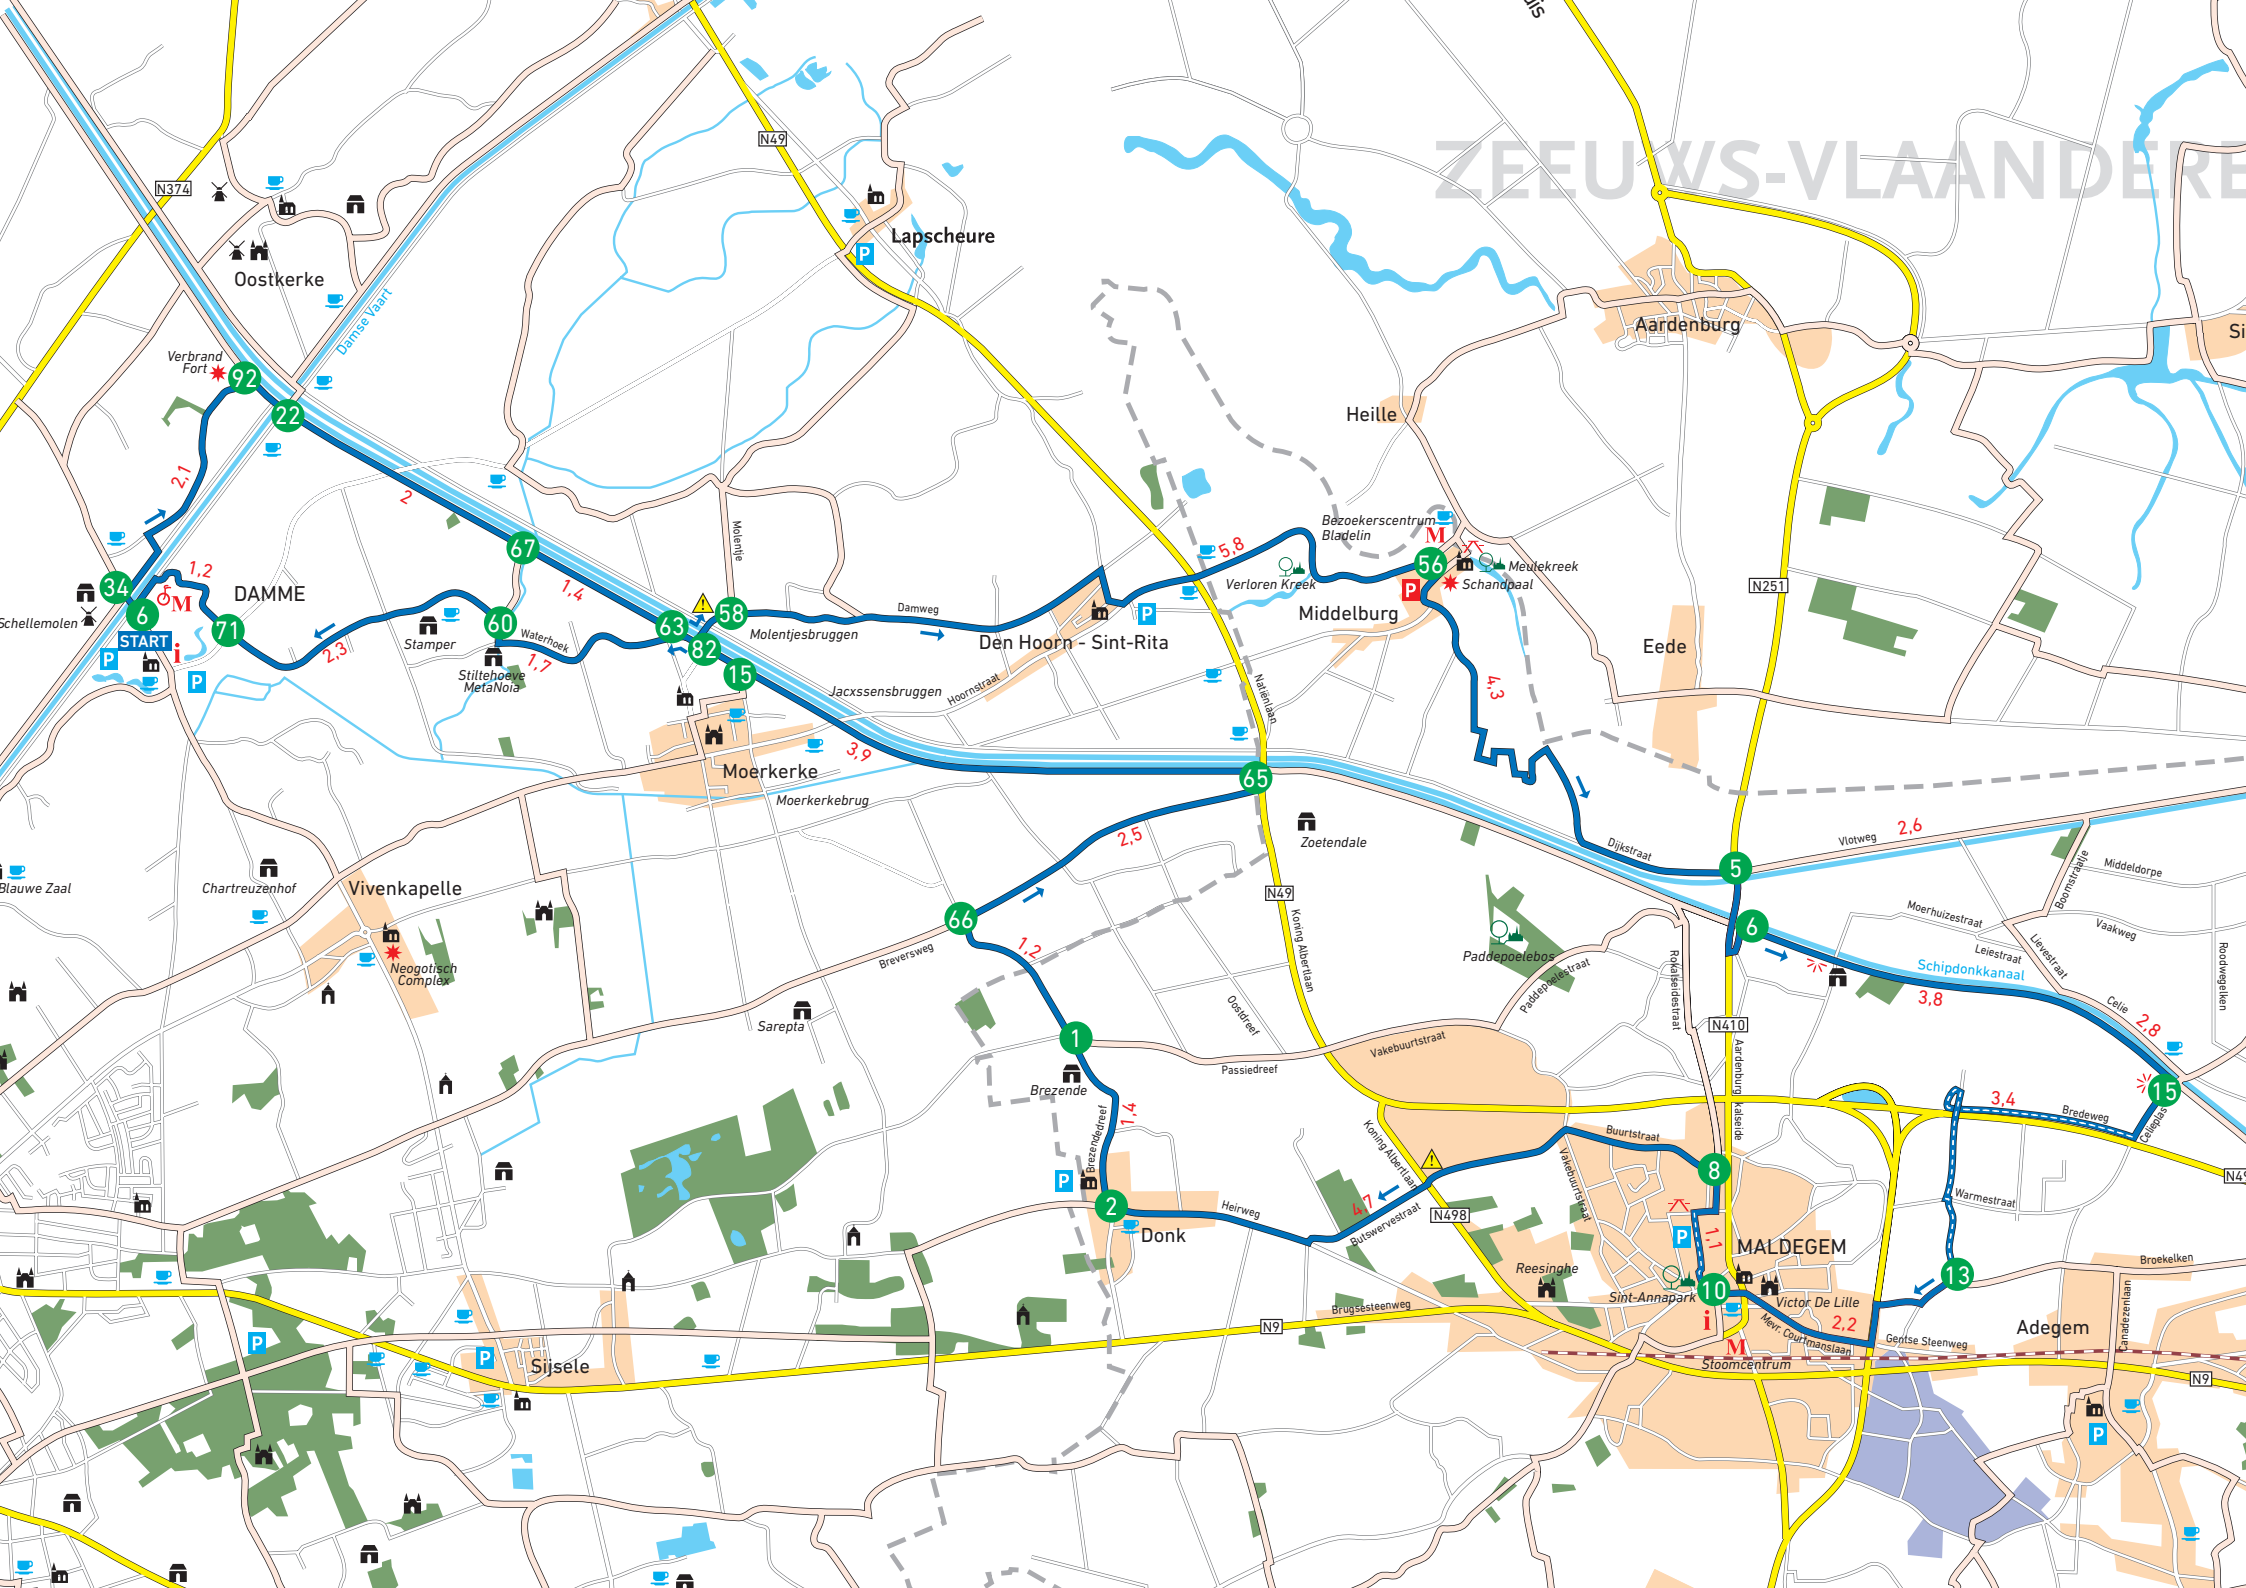 uis
ZEEUWS-VLAANDERE
N49
N374
Lapscheure
Oostkerke
Damse Vaart
Aardenburg
Si
Verbrand
Fort
92
22
Heille
2,1
2
Molentje
67
1,4
Bezoekerscentrum
Bladelin
M
5,8
56
Meulekreek
Verloren Kreek
P
Schandpaal
Middelburg
N251
34
1,2
DAMME
6
M
Schellemolen
START
71
i
P
P
60
Stamper
2,3
Waterhoek
1,7
Stiltehoeve
MetaNoia
63
58
82
15
Molentjesbruggen
Damweg
P
Den Hoorn - Sint-Rita
Eede
Jacxssensbruggen
Hoornstraat
Natiënlaan
4,3
3,9
Moerkerke
65
Moerkerkebrug
2,5
Zoetendale
Dijkstraat
Vlotweg
2,6
5
Middeldorpe
Boomstraatje
Blauwe Zaal
Chartreuzenhof
Vivenkapelle
N49
66
6
Moerhuizestraat
Vaakweg
Koning Albertlaan
Breversweg
1,2
Paddepoelebos
Leiestraat
Lievestraat
Roodwegelken
Neogotisch
Complex
Paddepoelestraat
Rokalseidestraat
Schipdonkkanaal
3,8
Oostdreef
Sarepta
N410
Celie
2,8
1
Vakebuurtstraat
Passiedreef
Aardenburgkalseide
Brezende
15
3,4
Bredeweg
Celieplas
1,4
Brezendedreef
Koning Albertlaan
Buurtstraat
Vakebuurtstraat
8
N49
P
2
Donk
Heirweg
4,7
Butswervestraat
N498
Warmestraat
P
1,1
MALDEGEM
Broekelken
Reesinghe
Sint-Annapark
10
13
Victor De Lille
Brugsesteenweg
N9
i
M
Mevr. Courtmanslaan
2,2
Gentse Steenweg
Adegem
Canadezenlaan
Stoomcentrum
P
P
Sijsele
N9
P